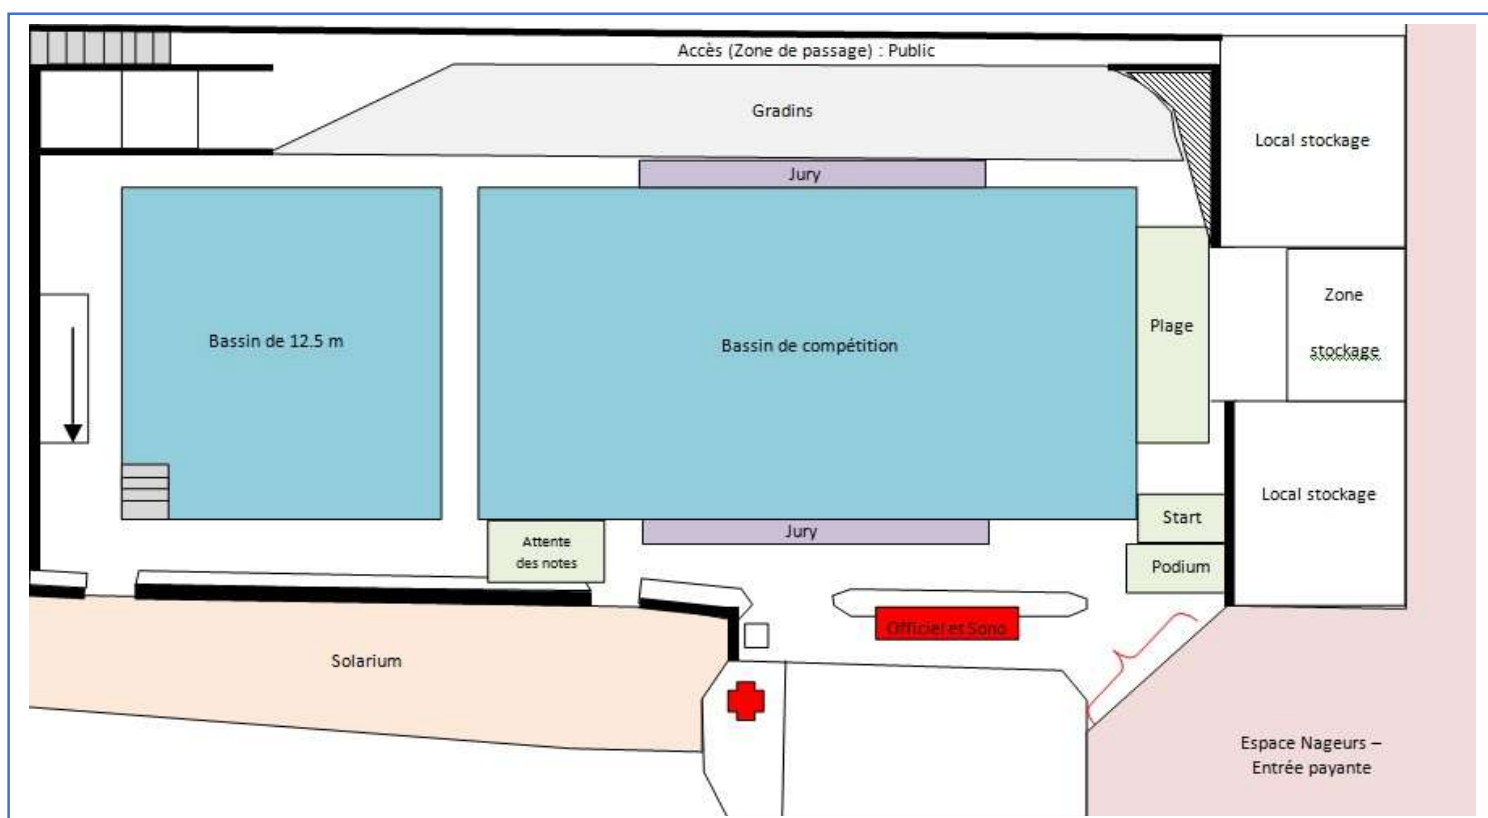 Accès (Zone de passage) : Public
Gradins
Local stockage
Jury
Zone
stockage
Plage
Bassin de 12.5 m
Bassin de compétition
Local stockage
Start
Jury
Attente
des notes
Podium
Officiel et Sono
Solarium
Espace Nageurs –
Entrée payante